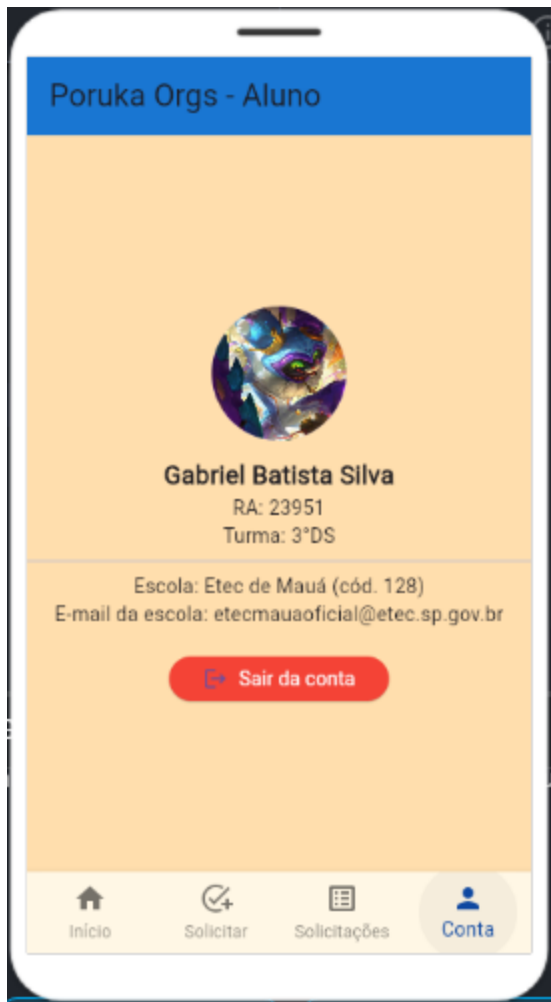 Poruka Orgs - Aluno
Gabriel Batista Silva
RA: 23951
Turma: 3°DS
Escola: Etec de Mauá (cód. 128)
E-mail da escola: etecmauaoficial@etec.sp.gov.br
Sair da conta
Início
Solicitar
Solicitações
Conta